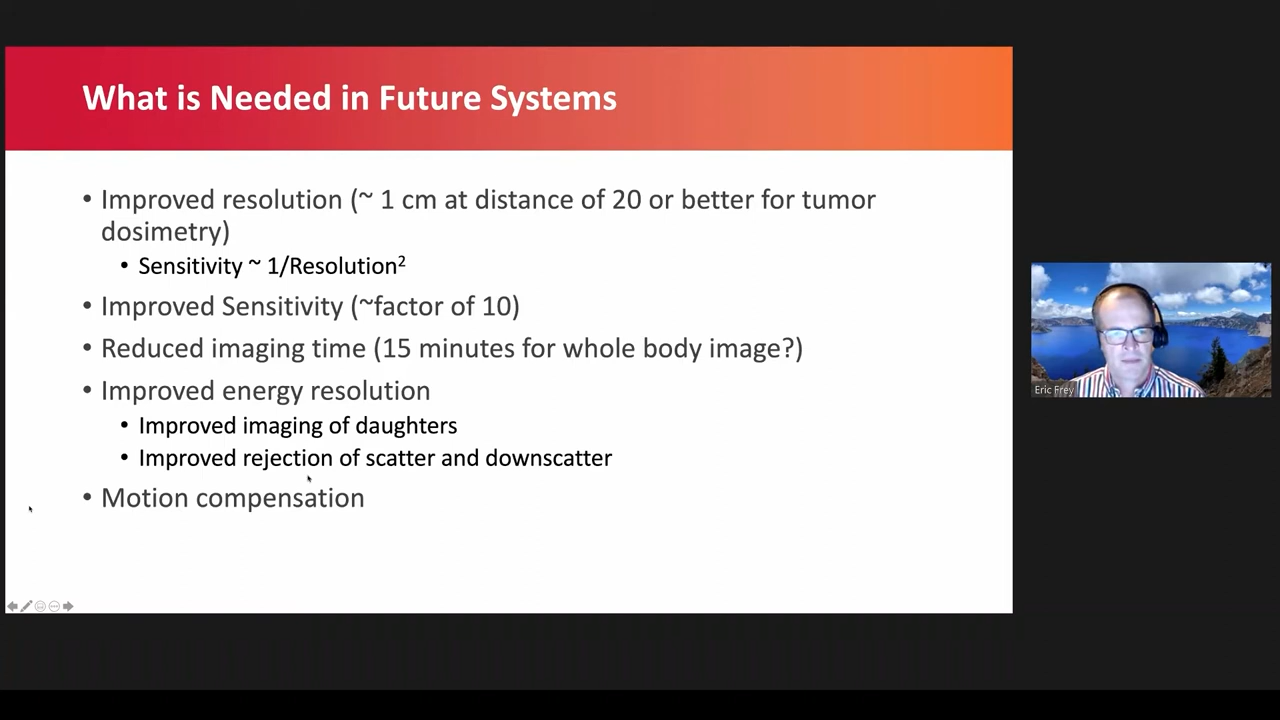 What is Needed in Future Systems
• Improved resolution (~ 1 cm at distance of 20 or better for tumor
dosimetry)
• Sensitivity ~ 1/Resolution²
• Improved Sensitivity (~factor of 10)
• Reduced imaging time (15 minutes for whole body image?)
• Improved energy resolution
• Improved imaging of daughters
• Improved rejection of scatter and downscatter
• Motion compensation
Eric Frey